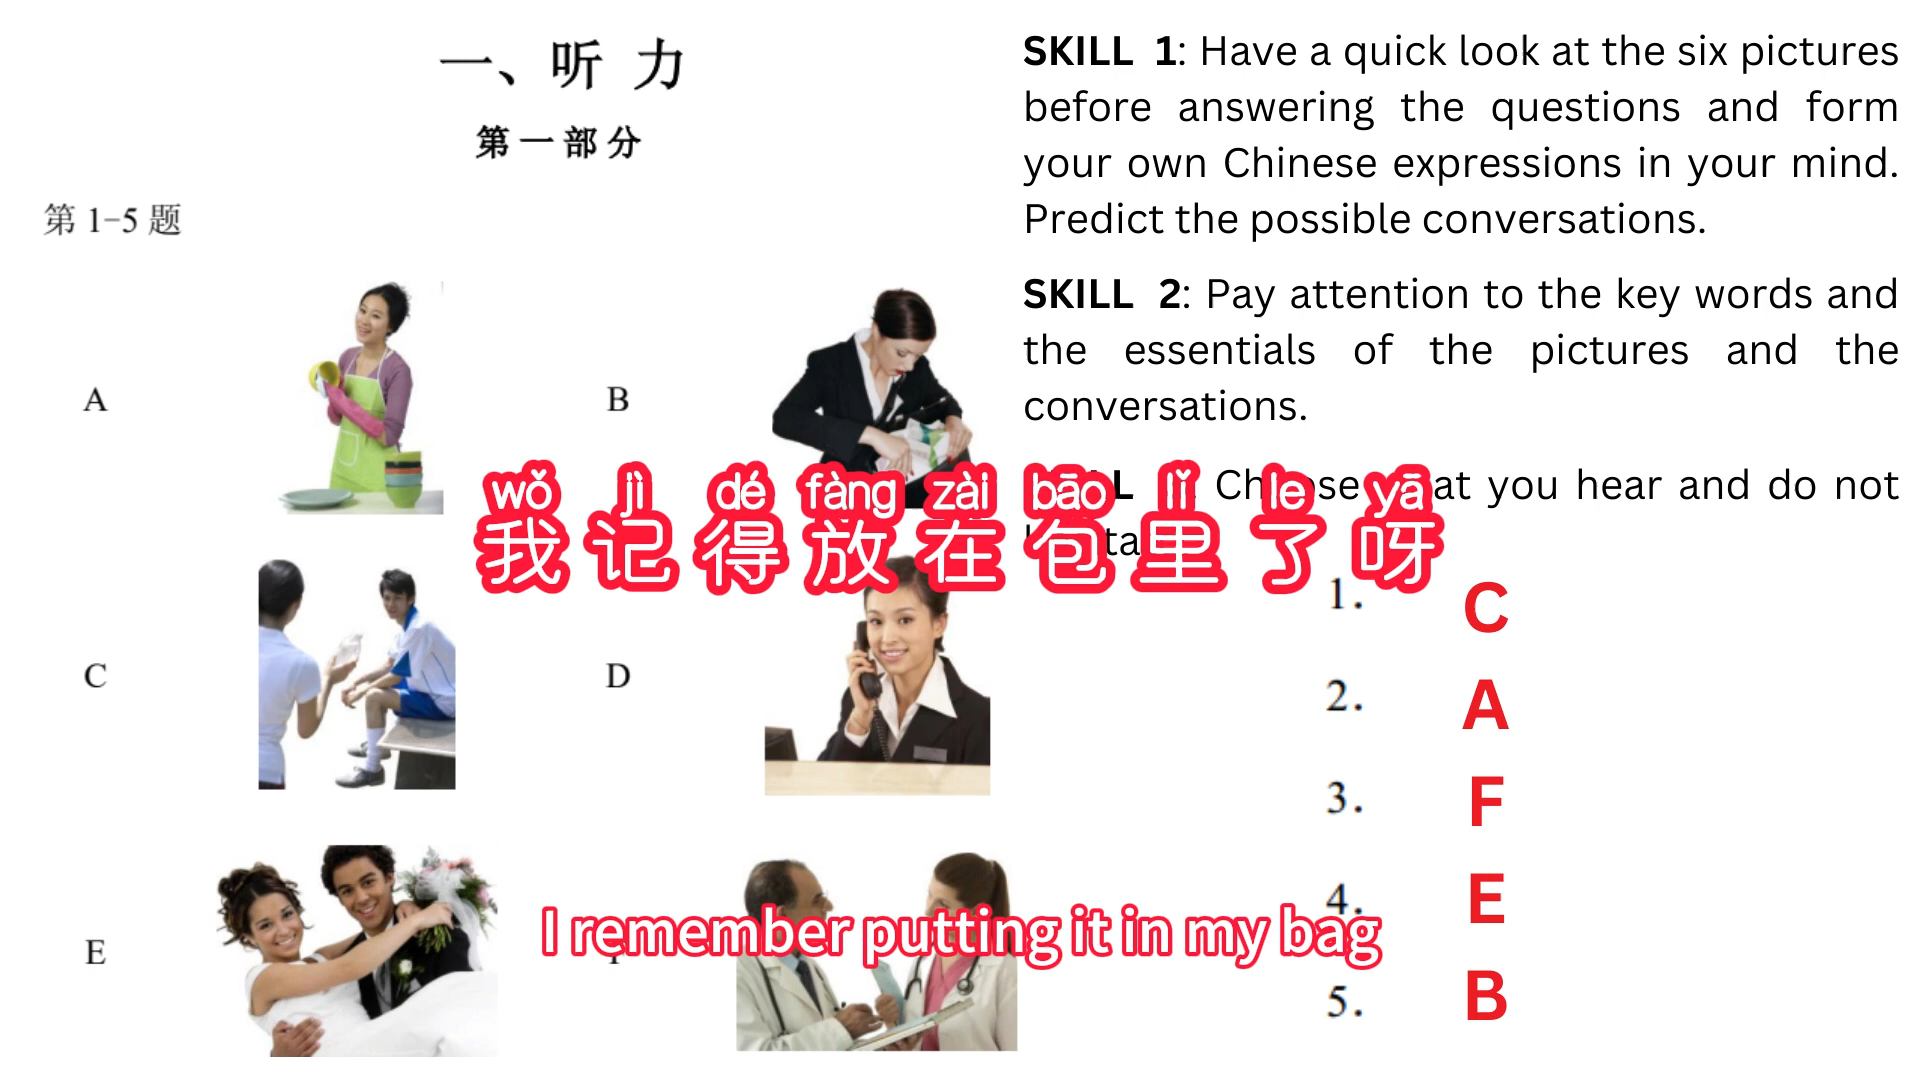 一、听 力
第一部分
第 1-5 题
A
B
C
D
E
SKILL 1: Have a quick look at the six pictures
before answering the questions and form
your own Chinese expressions in your mind.
Predict the possible conversations.
SKILL 2: Pay attention to the key words and
the essentials of the pictures and the
conversations.
you hear and do not
wǒ jì dé fàng zài bāo lǐ le yā
我记得放在包里了呀
1. C
2. A
3. F
4. E
5. B
I remember putting it in my bag